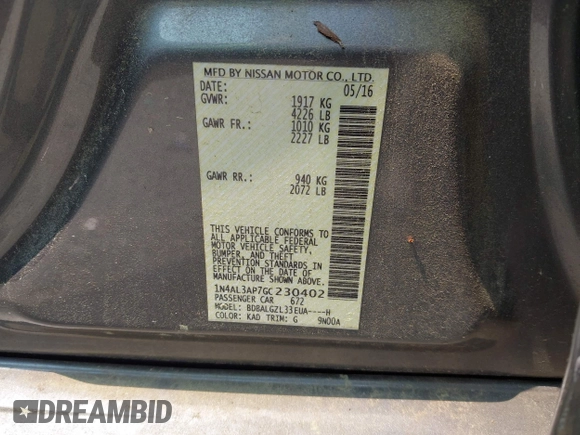 MFD BY NISSAN MOTOR CO., LTD.
DATE: 05/16
GVWR: 1917 KG
4226 LB
GAWR FR.: 1010 KG
2227 LB
GAWR RR.: 940 KG
2072 LB
THIS VEHICLE CONFORMS TO
ALL APPLICABLE FEDERAL
MOTOR VEHICLE SAFETY,
BUMPER, AND THEFT
PREVENTION STANDARDS IN
EFFECT ON THE DATE OF
MANUFACTURE SHOWN ABOVE.
1N4AL3AP7GC230402
PASSENGER CAR 672
MODEL: BDBALGZL33EUA----H
COLOR: KAD TRIM: G 9N00A
DREAMBID